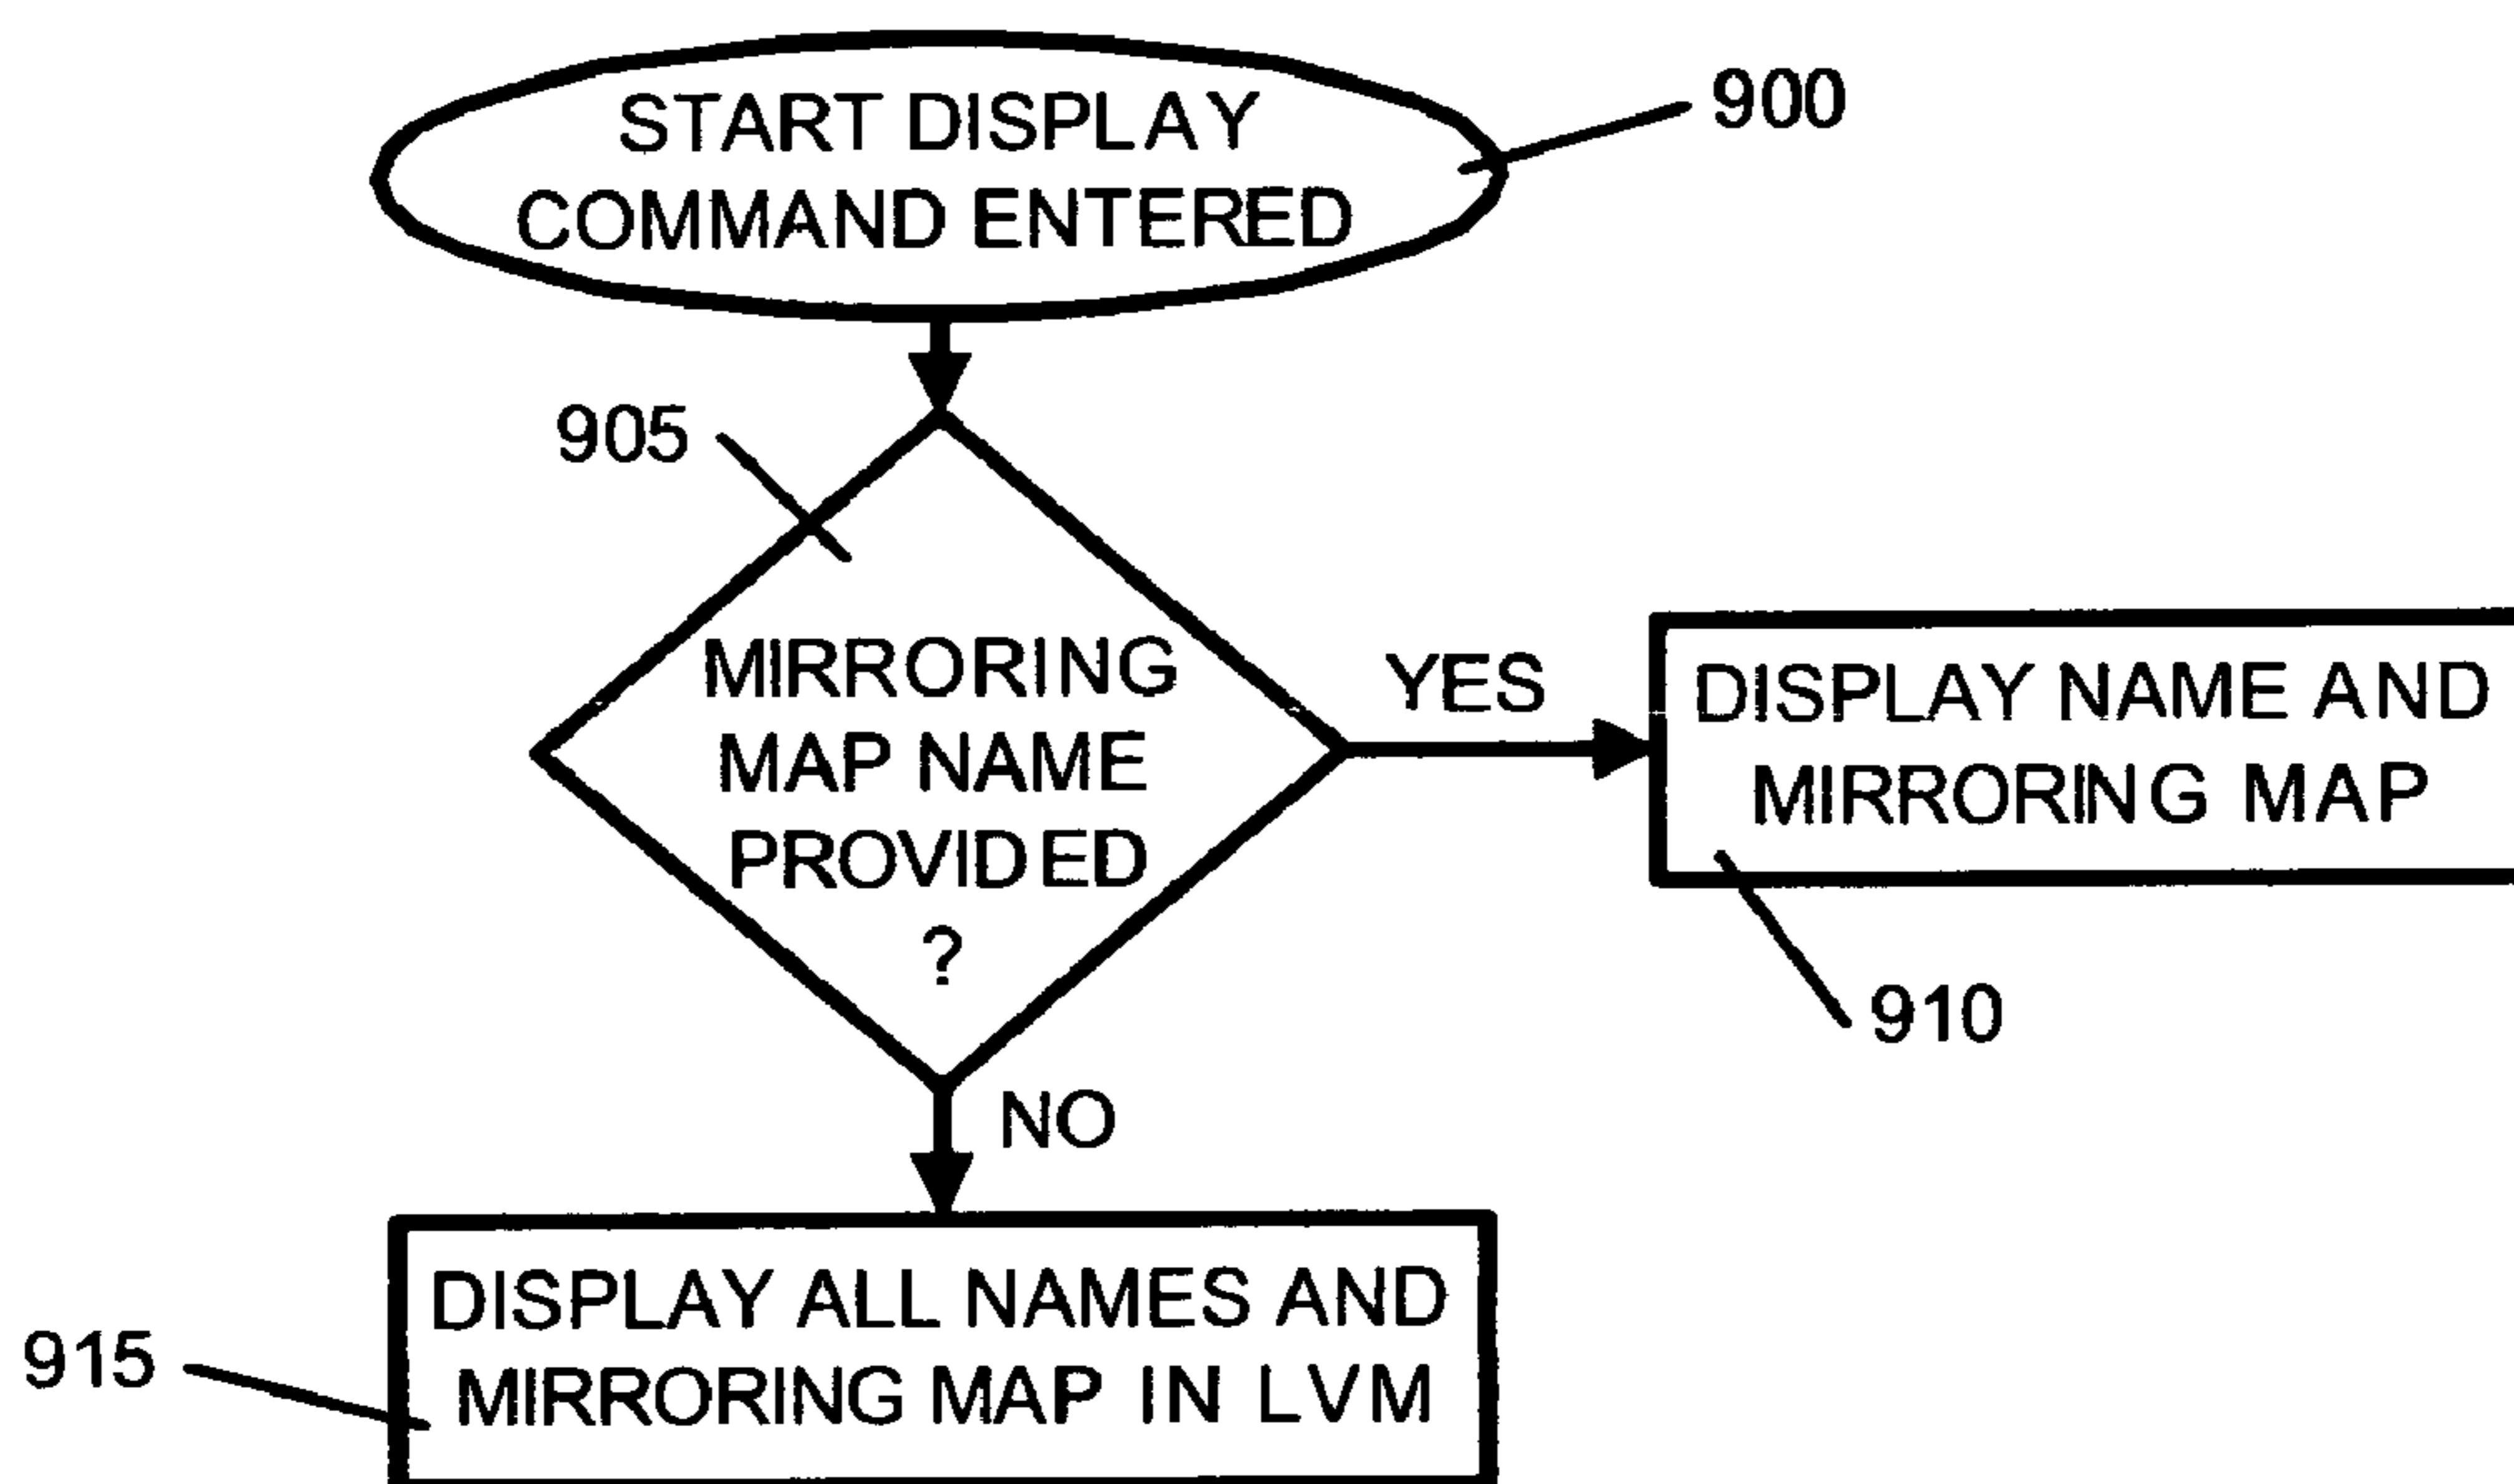 START DISPLAY
COMMAND ENTERED
900
905
MIRRORING
MAP NAME
PROVIDED
?
YES
DISPLAY NAME AND
MIRRORING MAP
910
NO
DISPLAY ALL NAMES AND
MIRRORING MAP IN LVM
915